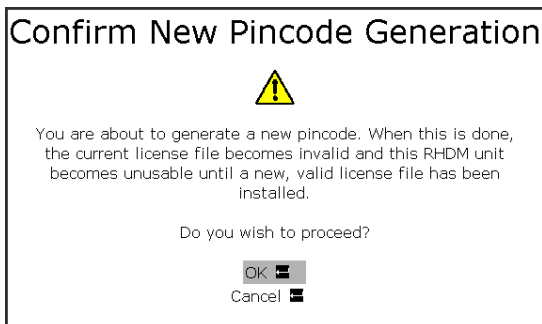 Confirm New Pincode Generation
You are about to generate a new pincode. When this is done,
the current license file becomes invalid and this RHDM unit
becomes unusable until a new, valid license file has been
installed.
Do you wish to proceed?
OK
Cancel